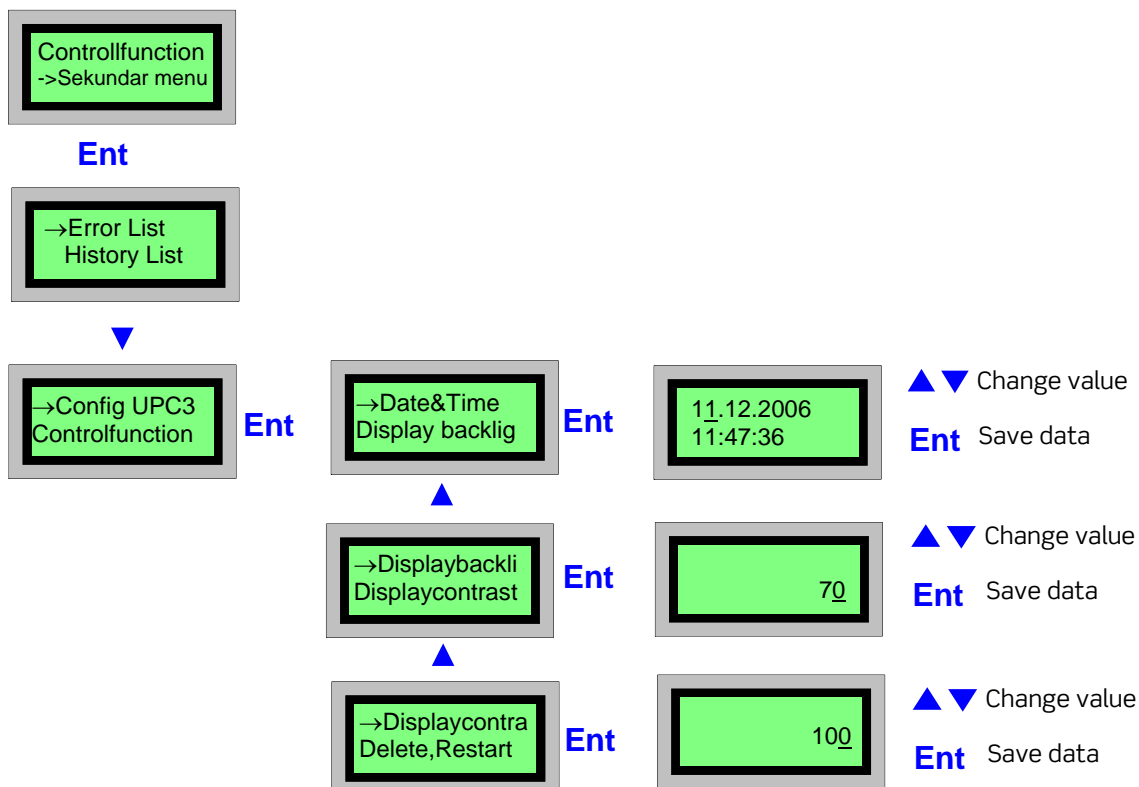 Controllfunction
->Sekundar menu
Ent
→Error List
History List
▼
→Config UPC3
Controlfunction
Ent
→Date&Time
Display backlig
Ent
11.12.2006
11:47:36
▲ ▼ Change value
Ent Save data
▲
→Displaybackli
Displaycontrast
Ent
70
▲ ▼ Change value
Ent Save data
▲
→Displaycontra
Delete,Restart
Ent
100
▲ ▼ Change value
Ent Save data